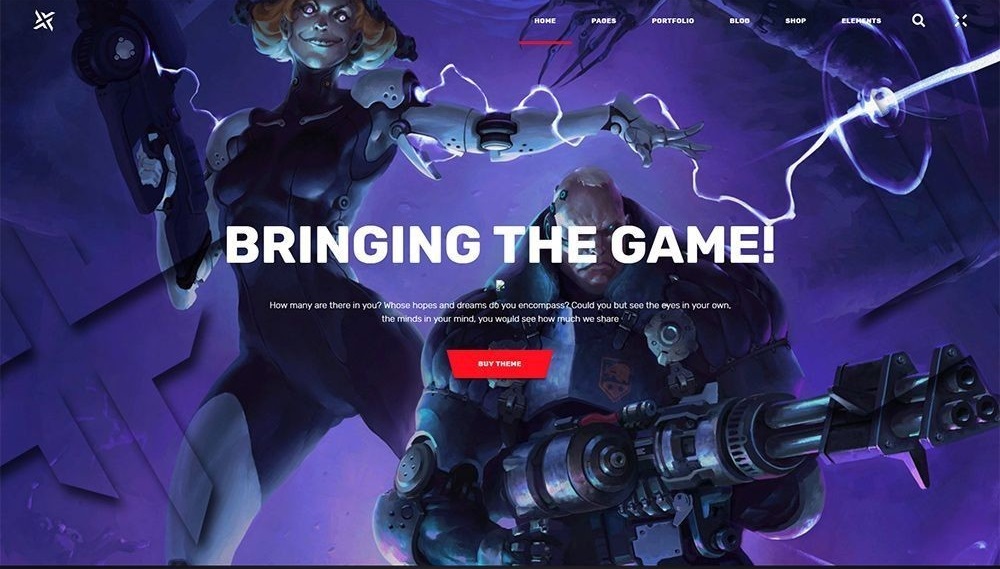 HOME PAGES PORTFOLIO BLOG SHOP ELEMENTS
BRINGING THE GAME!
How many are there in you? Whose hopes and dreams do you encompass? Could you but see the eyes in your own,
the minds in your mind, you would see how much we share
BUY THEME